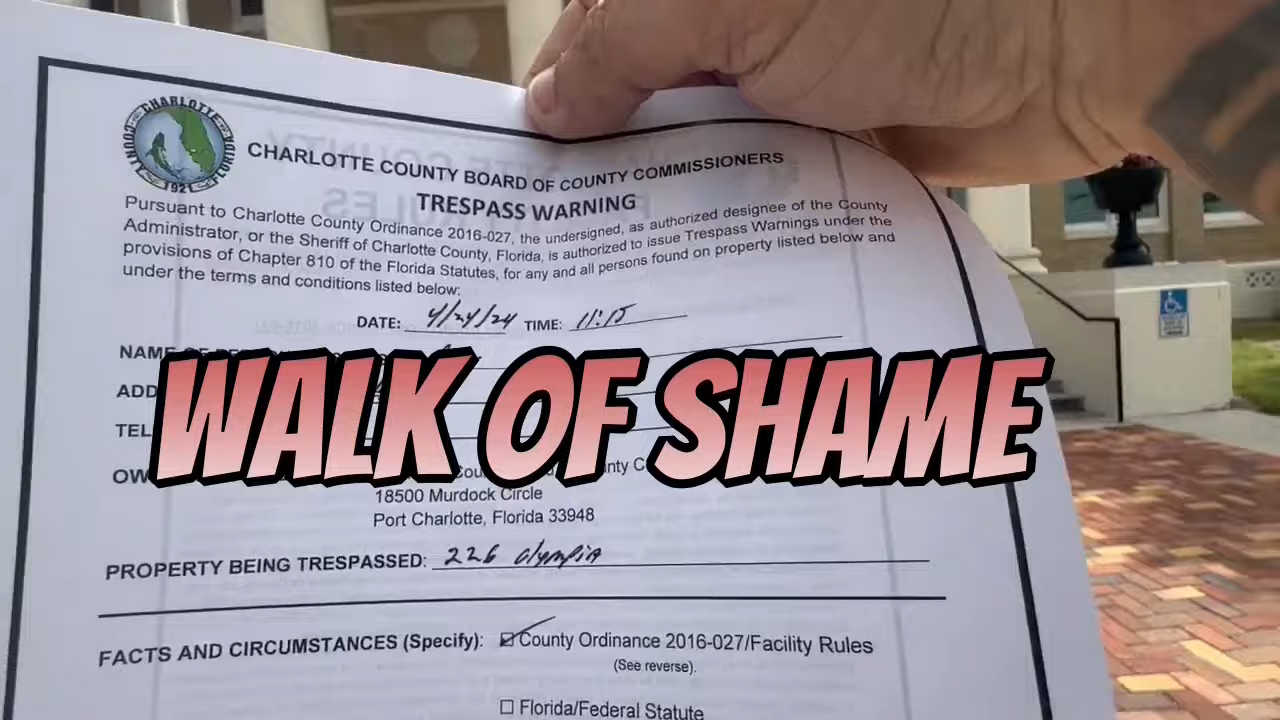 CHARLOTTE COUNTY
1921
CHARLOTTE COUNTY BOARD OF COUNTY COMMISSIONERS
TRESPASS WARNING
Pursuant to Charlotte County Ordinance 2016-027, the undersigned, as authorized designee of the County
Administrator, or the Sheriff of Charlotte County, Florida, is authorized to issue Trespass Warnings under the
provisions of Chapter 810 of the Florida Statutes, for any and all persons found on property listed below and
under the terms and conditions listed below:
DATE: 4/24/24 TIME: 11:15
WALK OF SHAME
18500 Murdock Circle
Port Charlotte, Florida 33948
PROPERTY BEING TRESPASSED: 226 Olympia
FACTS AND CIRCUMSTANCES (Specify): ☑ County Ordinance 2016-027/Facility Rules
(See reverse).
☐ Florida/Federal Statute